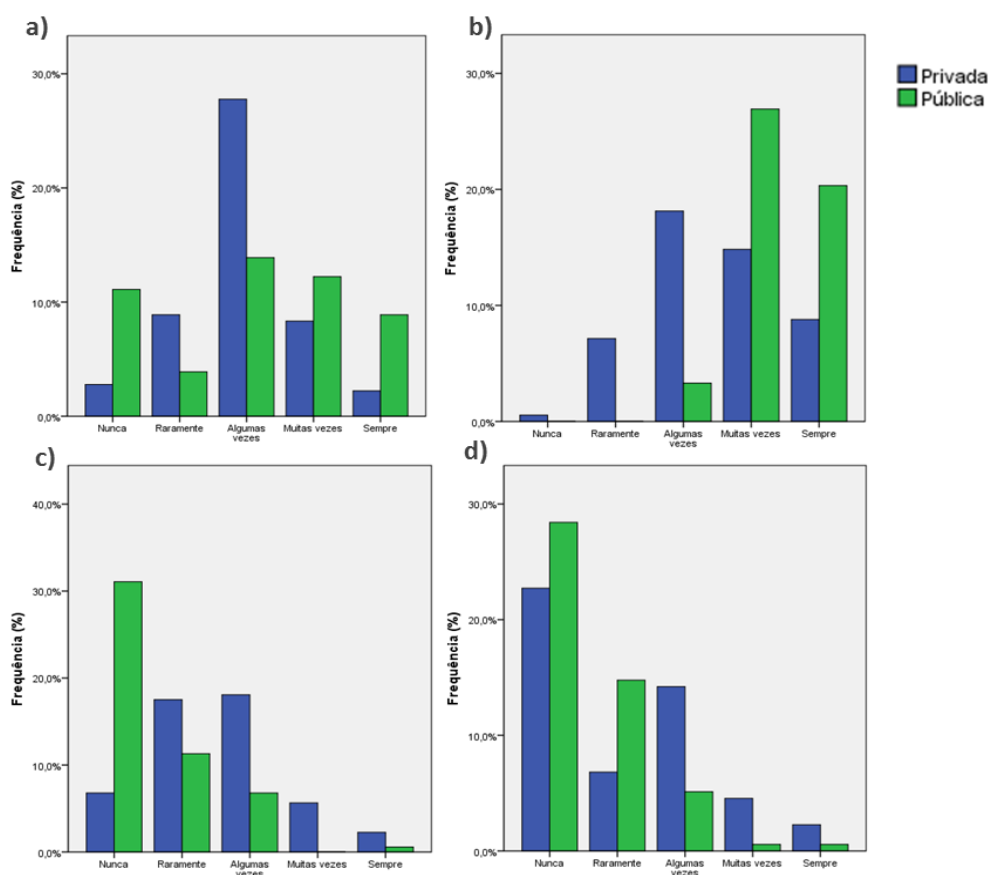 a)
b)
Privada
Pública
30,0%
20,0%
10,0%
0,0%
Frequência (%)
Nunca
Raramente
Algumas
vezes
Muitas vezes
Sempre
30,0%
20,0%
10,0%
0,0%
Frequência (%)
Nunca
Raramente
Algumas
vezes
Muitas vezes
Sempre
c)
d)
40,0%
30,0%
20,0%
10,0%
0,0%
Frequência (%)
Nunca
Raramente
Algumas
vezes
Muitas vezes
Sempre
30,0%
20,0%
10,0%
0,0%
Frequência (%)
Nunca
Raramente
Algumas
vezes
Muitas vezes
Sempre